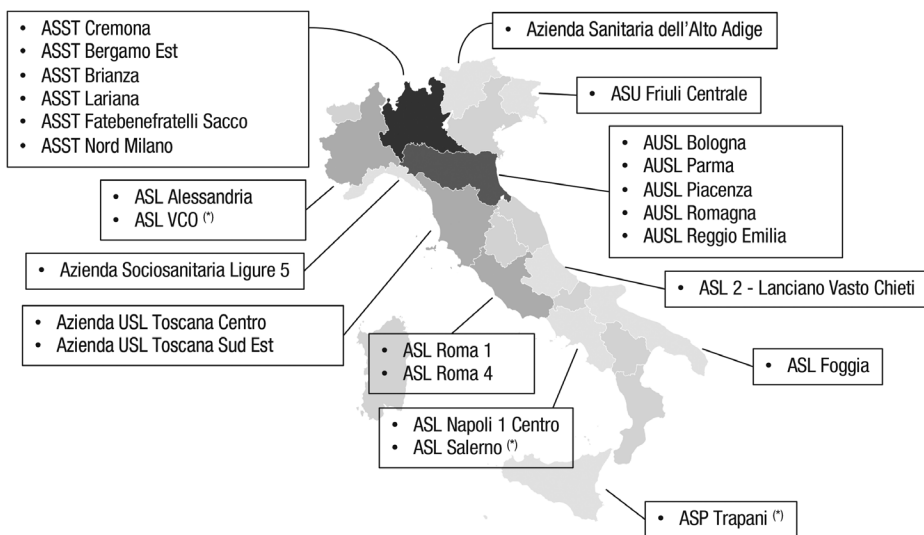 • ASST Cremona
• ASST Bergamo Est
• ASST Brianza
• ASST Lariana
• ASST Fatebenefratelli Sacco
• ASST Nord Milano
• Azienda Sanitaria dell'Alto Adige
• ASU Friuli Centrale
• AUSL Bologna
• AUSL Parma
• AUSL Piacenza
• AUSL Romagna
• AUSL Reggio Emilia
• ASL Alessandria
• ASL VCO (*)
• Azienda Sociosanitaria Ligure 5
• ASL 2 - Lanciano Vasto Chieti
• Azienda USL Toscana Centro
• Azienda USL Toscana Sud Est
• ASL Roma 1
• ASL Roma 4
• ASL Foggia
• ASL Napoli 1 Centro
• ASL Salerno (*)
• ASP Trapani (*)